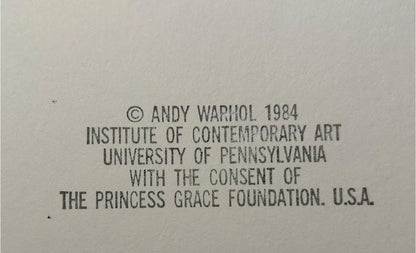 © ANDY WARHOL 1984
INSTITUTE OF CONTEMPORARY ART
UNIVERSITY OF PENNSYLVANIA
WITH THE CONSENT OF
THE PRINCESS GRACE FOUNDATION. U.S.A.